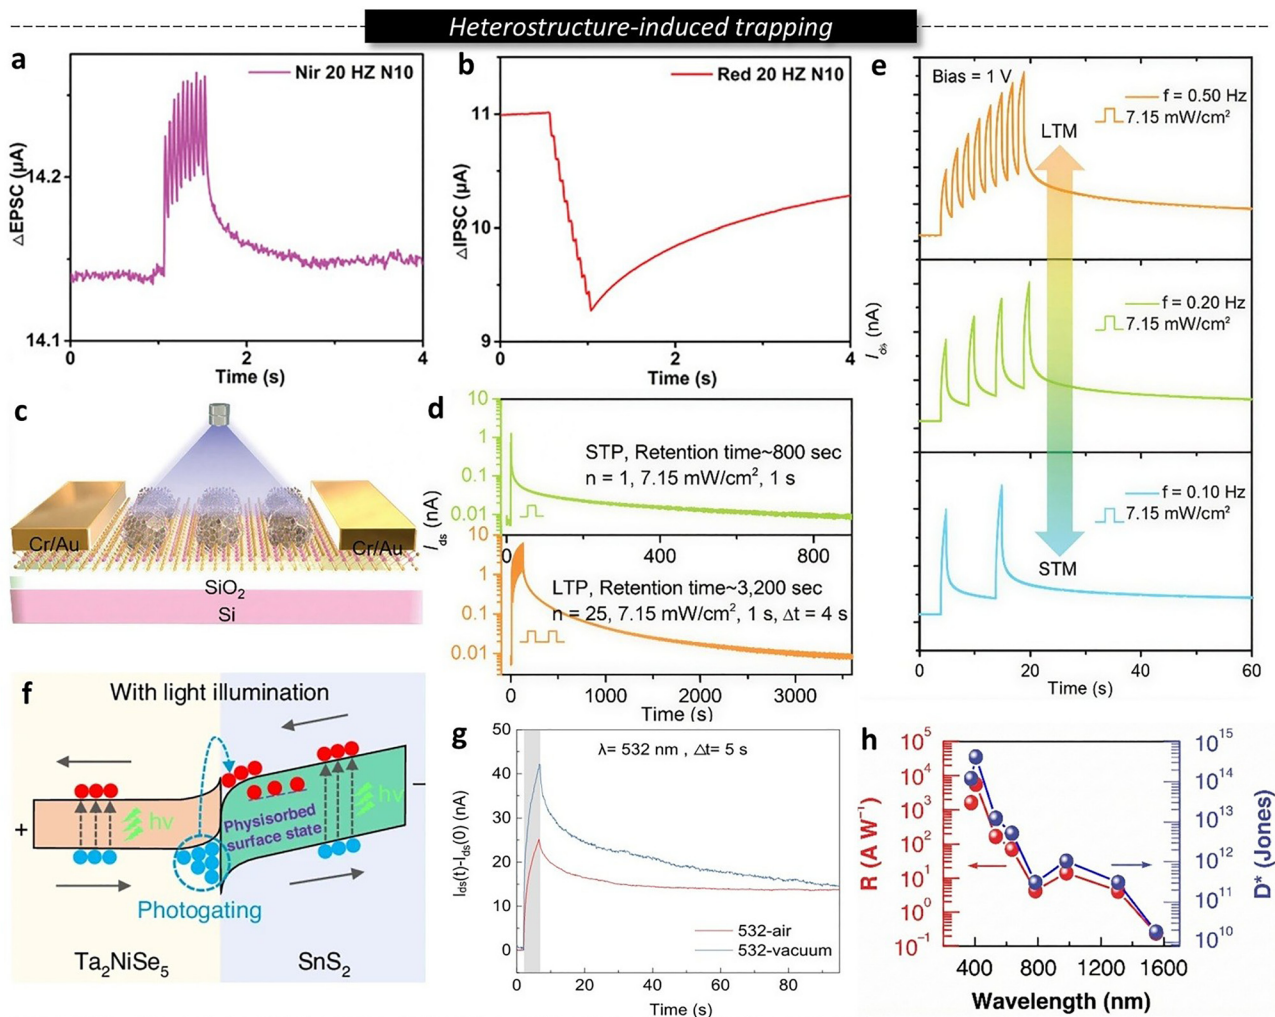 Heterostructure-induced trapping
a
Nir 20 HZ N10
14.2
14.1
ΔEPSC (μA)
0 2 4
Time (s)
b
Red 20 HZ N10
11
10
9
ΔIPSC (μA)
0 2 4
Time (s)
c
Cr/Au
Cr/Au
SiO₂
Si
d
10
1
0.1
0.01
STP, Retention time~800 sec
n = 1, 7.15 mW/cm², 1 s
0 400 800
I_ds (nA)
10
1
0.1
0.01
LTP, Retention time~3,200 sec
n = 25, 7.15 mW/cm², 1 s, Δt = 4 s
0 1000 2000 3000
Time (s)
e
Bias = 1 V
f = 0.50 Hz
7.15 mW/cm²
LTM
f = 0.20 Hz
7.15 mW/cm²
I_ds (nA)
f = 0.10 Hz
7.15 mW/cm²
STM
0 20 40 60
Time (s)
f
With light illumination
hv
hv
+
−
Physisorbed
surface state
Photogating
Ta₂NiSe₅
SnS₂
g
λ= 532 nm , Δt= 5 s
50
40
30
20
10
0
I_ds(t)-I_ds(0) (nA)
532-air
532-vacuum
0 20 40 60 80
Time (s)
h
10⁵
10⁴
10³
10²
10¹
10⁰
10⁻¹
R (A W⁻¹)
10¹⁵
10¹⁴
10¹³
10¹²
10¹¹
10¹⁰
D* (Jones)
400 800 1200 1600
Wavelength (nm)